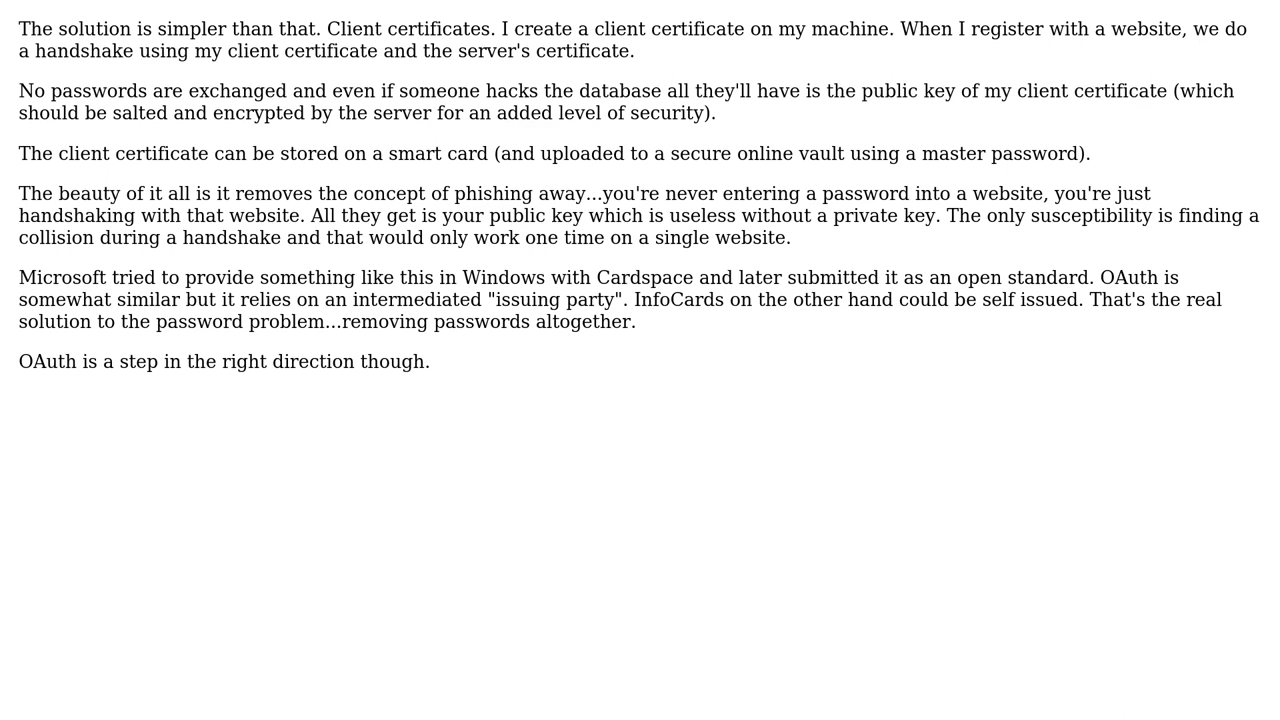 The solution is simpler than that. Client certificates. I create a client certificate on my machine. When I register with a website, we do
a handshake using my client certificate and the server's certificate.
No passwords are exchanged and even if someone hacks the database all they'll have is the public key of my client certificate (which
should be salted and encrypted by the server for an added level of security).
The client certificate can be stored on a smart card (and uploaded to a secure online vault using a master password).
The beauty of it all is it removes the concept of phishing away...you're never entering a password into a website, you're just
handshaking with that website. All they get is your public key which is useless without a private key. The only susceptibility is finding a
collision during a handshake and that would only work one time on a single website.
Microsoft tried to provide something like this in Windows with Cardspace and later submitted it as an open standard. OAuth is
somewhat similar but it relies on an intermediated "issuing party". InfoCards on the other hand could be self issued. That's the real
solution to the password problem...removing passwords altogether.
OAuth is a step in the right direction though.